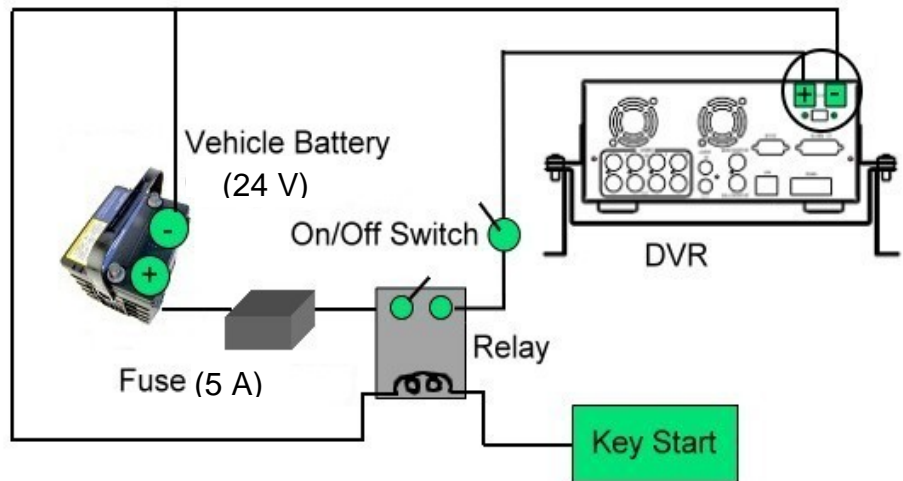 Vehicle Battery
(24 V)
On/Off Switch
DVR
Relay
Fuse (5 A)
Key Start
+
-
-
+